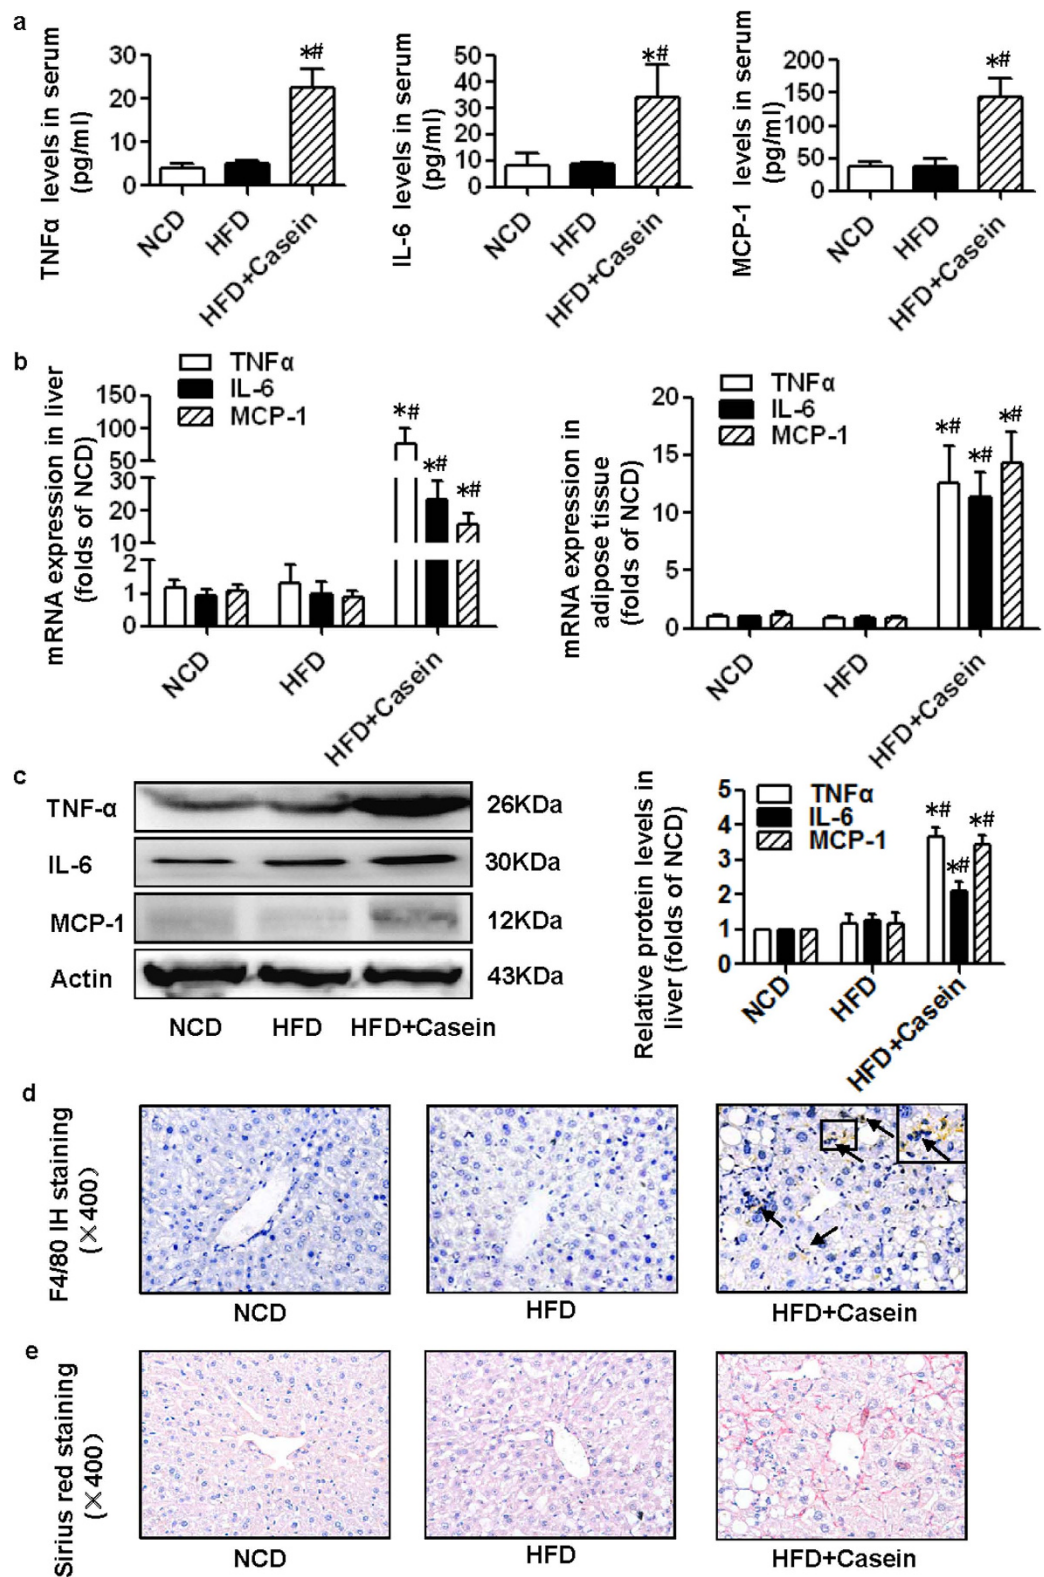 a
TNFα levels in serum
(pg/ml)
30
20
10
0
*#
NCD
HFD
HFD+Casein
IL-6 levels in serum
(pg/ml)
50
40
30
20
10
0
*#
NCD
HFD
HFD+Casein
MCP-1 levels in serum
(pg/ml)
200
150
100
50
0
*#
NCD
HFD
HFD+Casein
b
mRNA expression in liver
(folds of NCD)
TNFα
IL-6
MCP-1
150
100
50
30
20
10
2
1
0
*#
*#
*#
NCD
HFD
HFD+Casein
mRNA expression in
adipose tissue
(folds of NCD)
TNFα
IL-6
MCP-1
20
15
10
5
0
*#
*#
*#
NCD
HFD
HFD+Casein
c
TNF-α
26KDa
IL-6
30KDa
MCP-1
12KDa
Actin
43KDa
NCD
HFD
HFD+Casein
Relative protein levels in
liver (folds of NCD)
5
4
3
2
1
0
TNFα
IL-6
MCP-1
*#
*#
*#
NCD
HFD
HFD+Casein
d
F4/80 IH staining
(×400)
NCD
HFD
HFD+Casein
e
Sirius red staining
(×400)
NCD
HFD
HFD+Casein